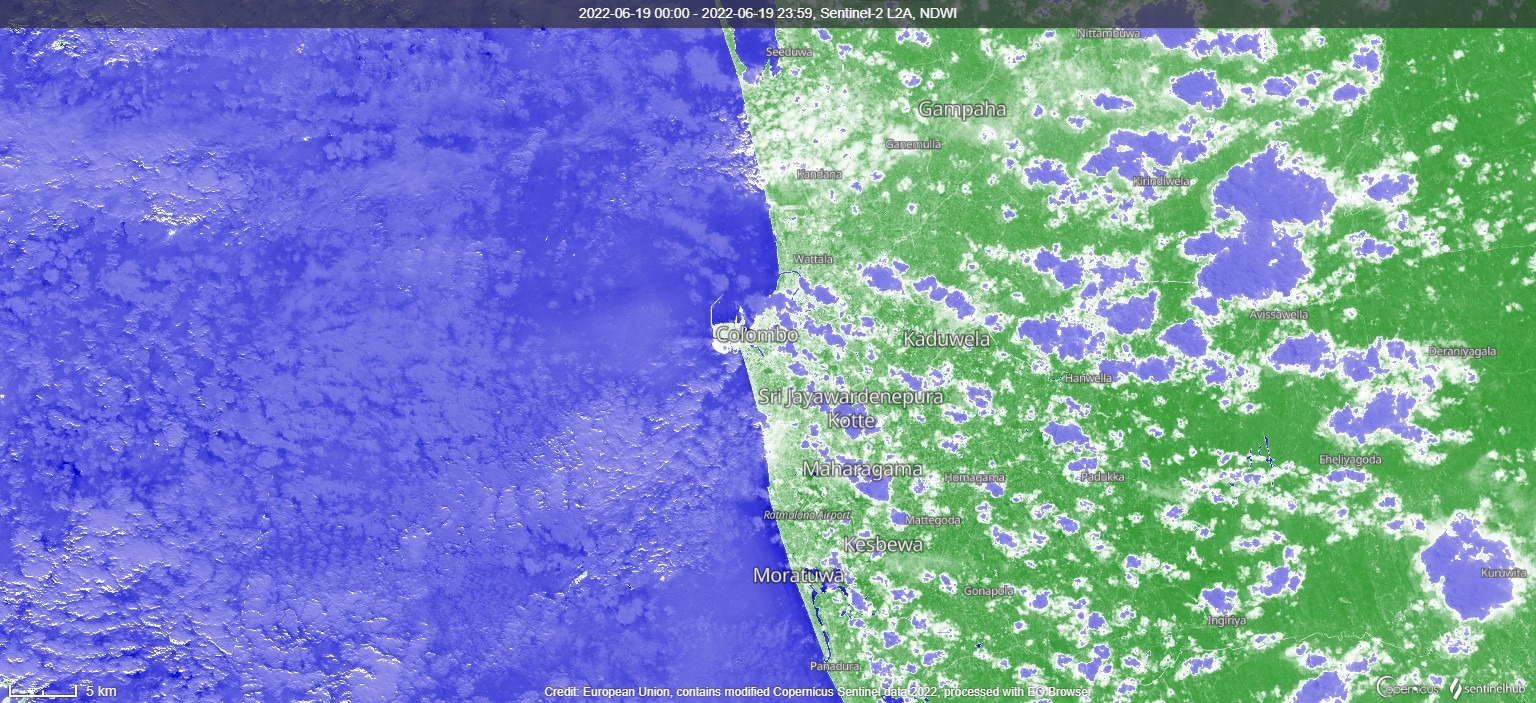 2022-06-19 00:00 - 2022-06-19 23:59, Sentinel-2 L2A, NDWI
Nittambuwa
Seeduwa
Gampaha
Ganemulla
Kandana
Kirindiwela
Wattala
Avissawella
Colombo
Kaduwela
Deraniyagala
Hanwella
Sri Jayawardenepura
Kotte
Eheliyagoda
Maharagama
Homagama
Padukka
Ratmalana Airport
Mattegoda
Kesbewa
Moratuwa
Kuruwita
Gonapola
Ingiriya
Panadura
5 km
Credit: European Union, contains modified Copernicus Sentinel data 2022, processed with EO Browser
opernicus
sentinelhub